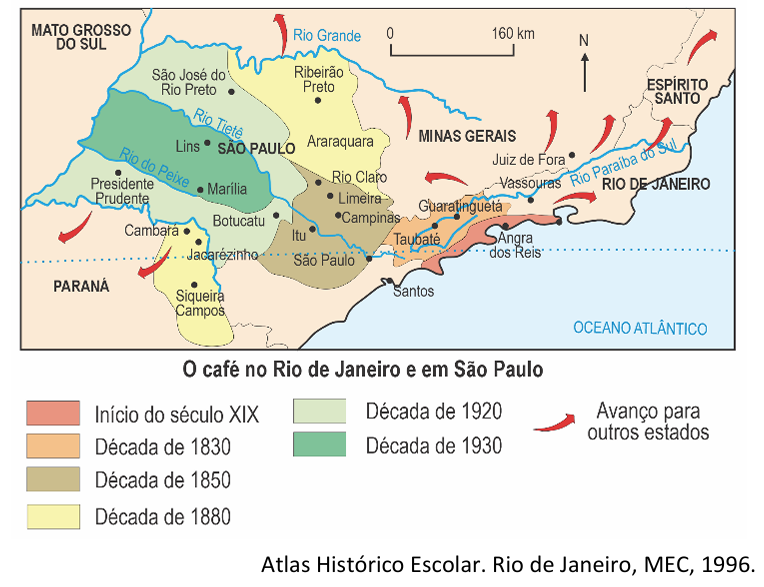 MATO GROSSO
DO SUL
Rio Grande
0
160 km
N
São José do
Rio Preto
Ribeirão
Preto
ESPÍRITO
SANTO
Rio Tietê
Araraquara
MINAS GERAIS
Lins
SÃO PAULO
Juiz de Fora
Rio Paraíba do Sul
Rio do Peixe
Presidente
Prudente
Marília
Rio Claro
Limeira
Campinas
Vassouras
RIO DE JANEIRO
Guaratinguetá
Botucatu
Cambará
Itu
Taubaté
Angra
dos Reis
Jacarèzinho
São Paulo
PARANÁ
Siqueira
Campos
Santos
OCEANO ATLÂNTICO
O café no Rio de Janeiro e em São Paulo
Início do século XIX
Década de 1830
Década de 1850
Década de 1880
Década de 1920
Década de 1930
Avanço para
outros estados
Atlas Histórico Escolar. Rio de Janeiro, MEC, 1996.